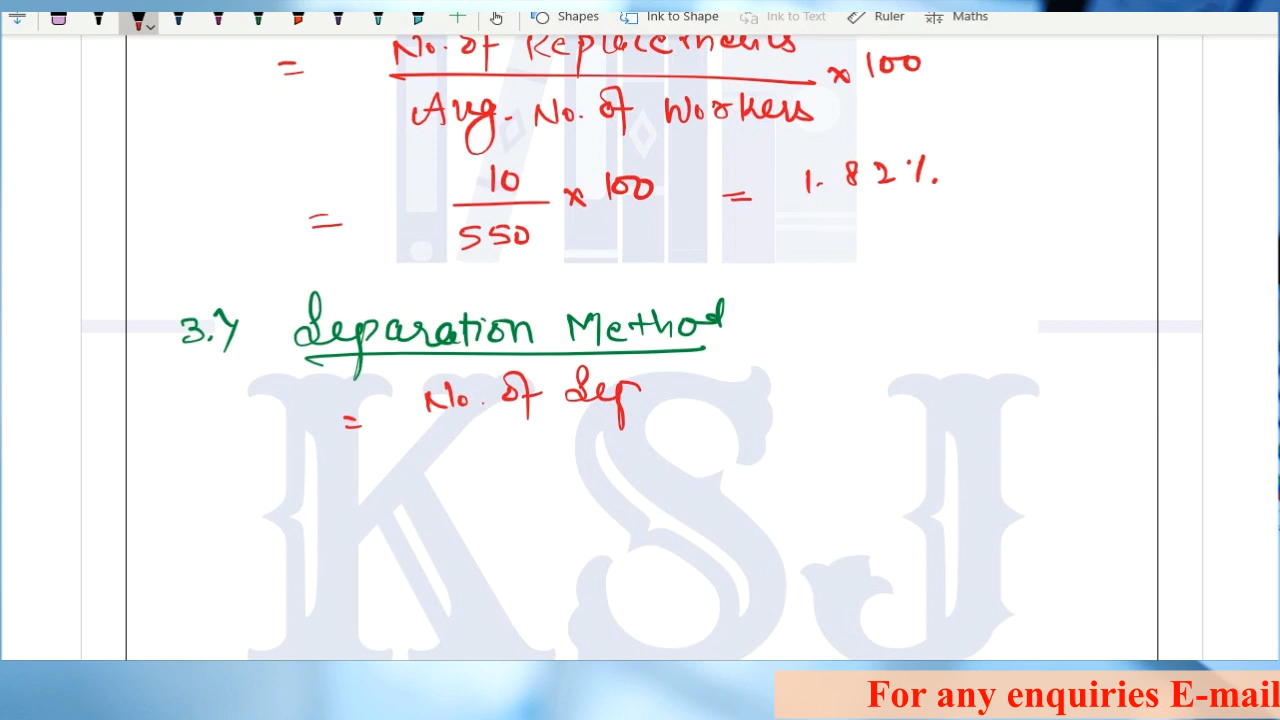 Shapes Ink to Shape Ink to Text Ruler Maths
= No. of Replacements / Avg. No. of Workers × 100
= 10 / 550 × 100 = 1.82%.
3.) Separation Method
= No. of Sep
KSJ
For any enquiries E-mail